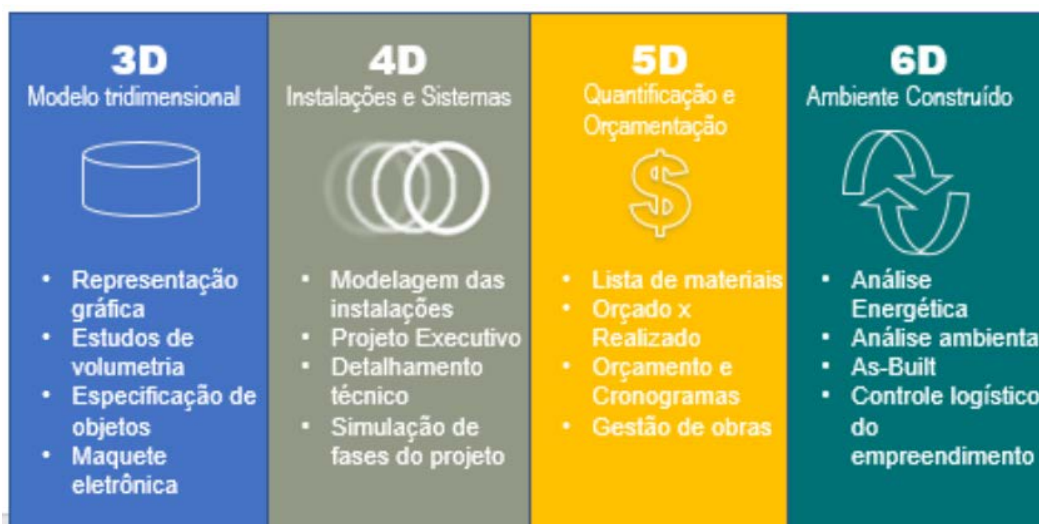 3D
Modelo tridimensional
• Representação
gráfica
• Estudos de
volumetria
• Especificação de
objetos
• Maquete
eletrônica
4D
Instalações e Sistemas
• Modelagem das
instalações
• Projeto Executivo
• Detalhamento
técnico
• Simulação de
fases do projeto
5D
Quantificação e
Orçamentação
$
• Lista de materiais
• Orçado x
Realizado
• Orçamento e
Cronogramas
• Gestão de obras
6D
Ambiente Construído
• Análise
Energética
• Análise ambienta
• As-Built
• Controle logístico
do
empreendimento